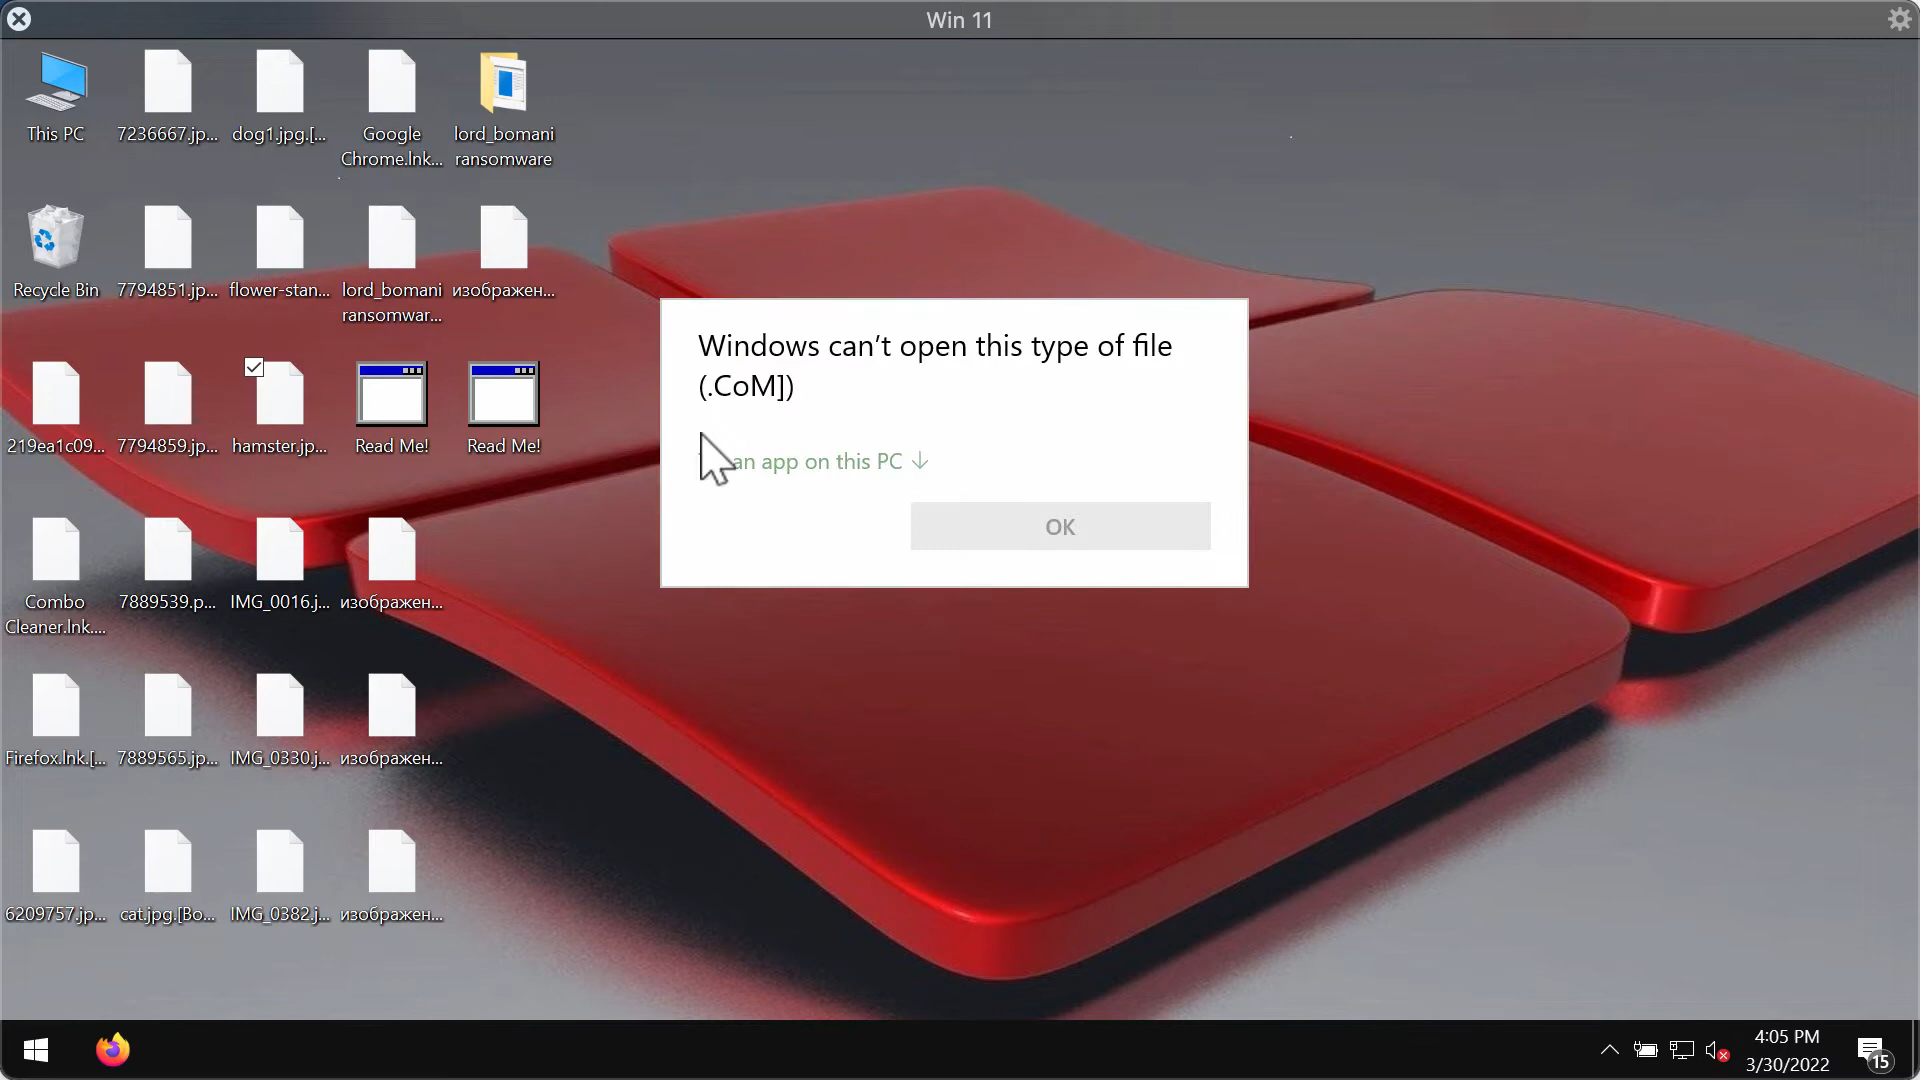 Win 11
This PC
7236667.jp...
dog1.jpg.[...
Google
Chrome.lnk...
lord_bomani
ransomware
Recycle Bin
7794851.jp...
flower-stan...
lord_bomani
ransomwar...
изображен...
219ea1c09...
7794859.jp...
hamster.jp...
Read Me!
Read Me!
Combo
Cleaner.lnk....
7889539.p...
IMG_0016.j...
изображен...
Firefox.lnk.[...
7889565.jp...
IMG_0330.j...
изображен...
6209757.jp...
cat.jpg.[Bo...
IMG_0382.j...
изображен...
Windows can't open this type of file
(.CoM])
an app on this PC
OK
4:05 PM
3/30/2022
15